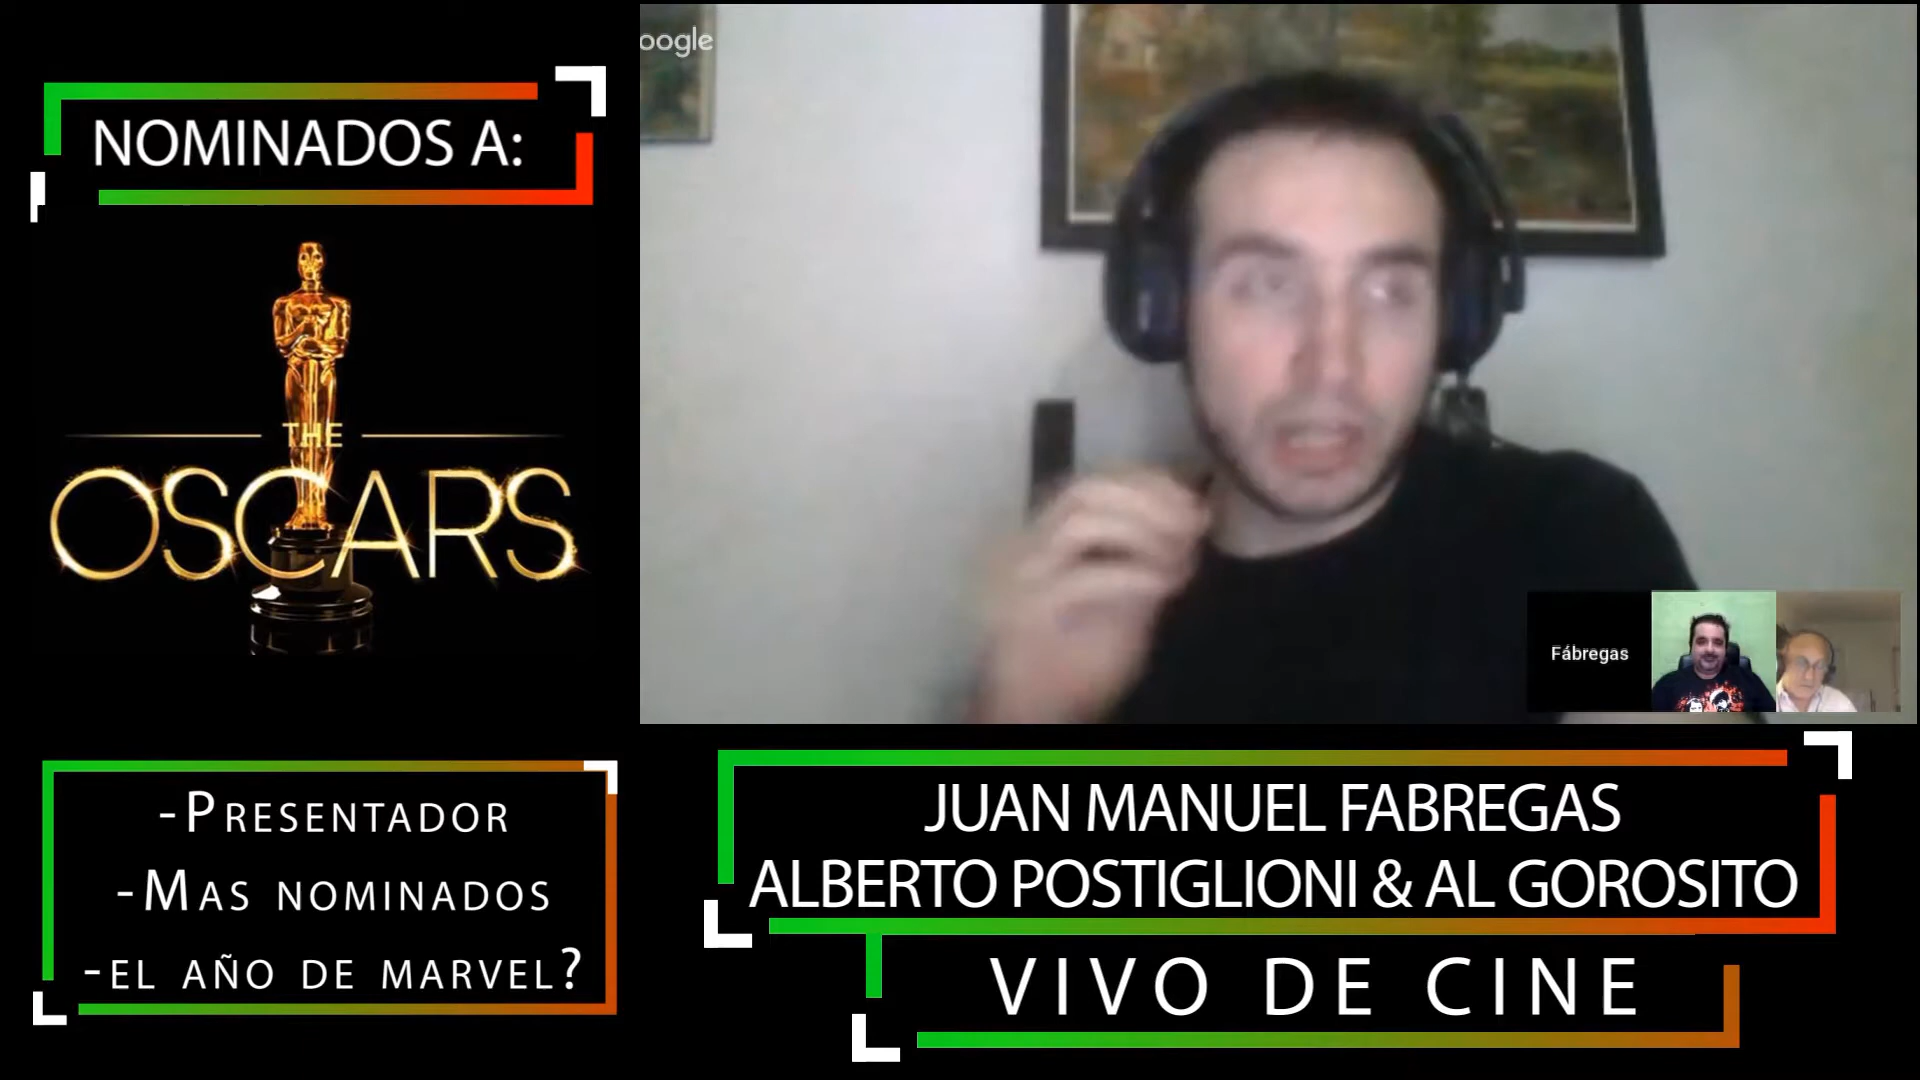 NOMINADOS A:
THE
OSCARS
-Presentador
-Mas nominados
-el año de marvel?
oogle
Fábregas
JUAN MANUEL FABREGAS
ALBERTO POSTIGLIONI & AL GOROSITO
VIVO DE CINE